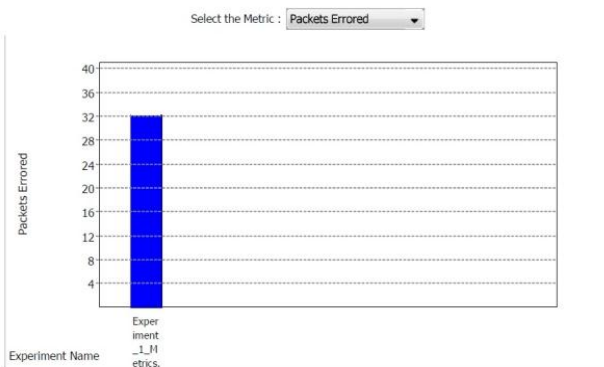 Select the Metric : Packets Errored
40
36
32
28
24
20
16
12
8
4
Packets Errored
Exper
iment
_1_M
etrics.
Experiment Name